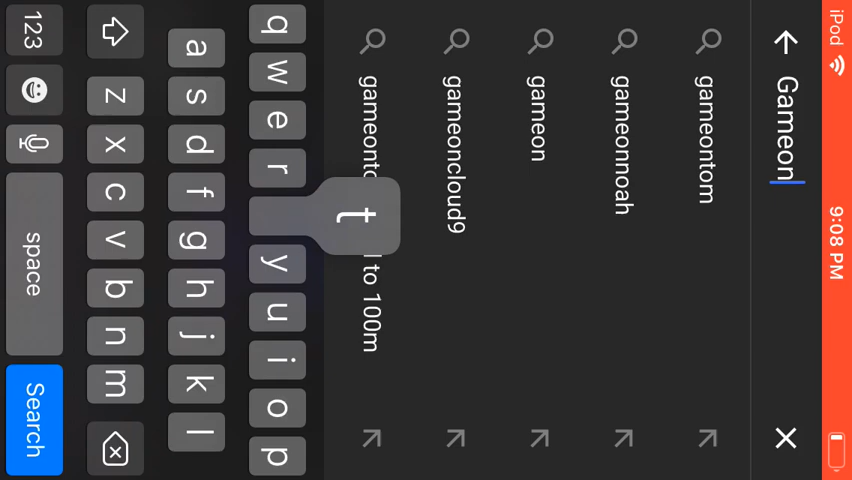 iPod 9:08 PM
Gameon
gameontom
gameonnoah
gameon
gameoncloud9
to 100m
t
q w e r y u i o p
a s d f g h j k l
z x c v b n m
123 space Search